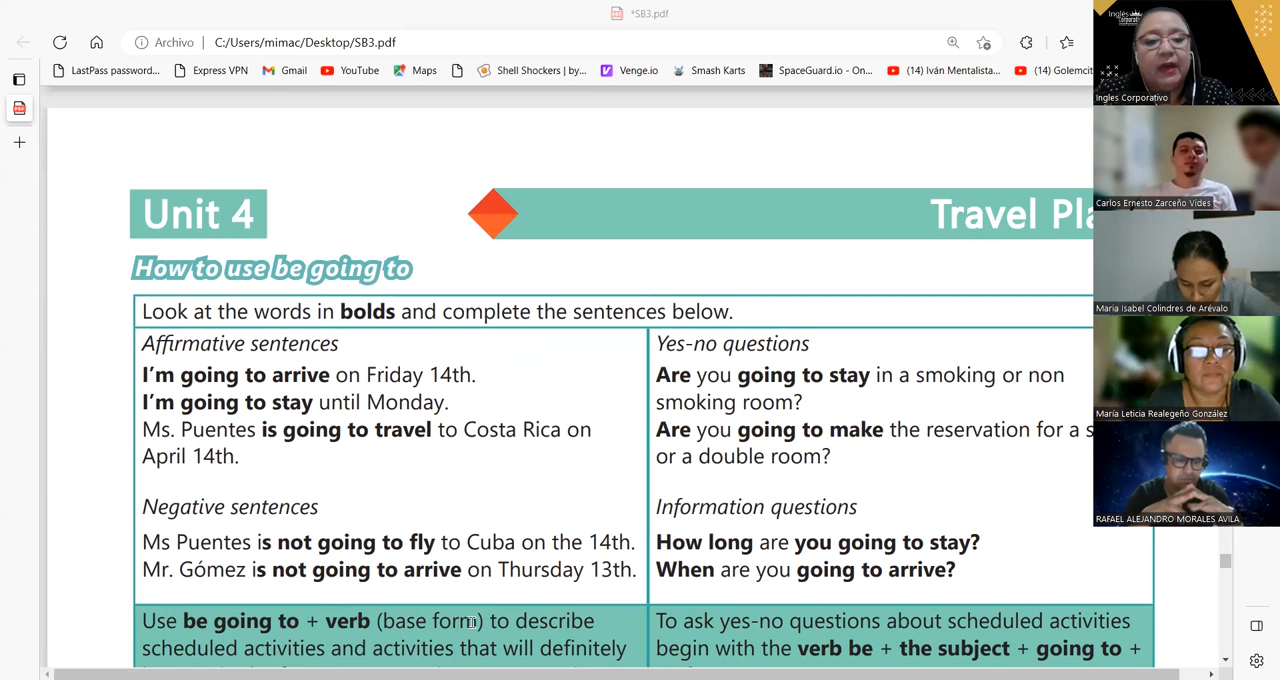 *SB3.pdf
Archivo
C:/Users/mimac/Desktop/SB3.pdf
LastPass password...
Express VPN
Gmail
YouTube
Maps
Shell Shockers | by...
Venge.io
Smash Karts
SpaceGuard.io - On...
(14) Iván Mentalista...
(14) Golemcit
Unit 4
Travel Pla
How to use be going to
Look at the words in bolds and complete the sentences below.
Affirmative sentences
I'm going to arrive on Friday 14th.
I'm going to stay until Monday.
Ms. Puentes is going to travel to Costa Rica on
April 14th.
Negative sentences
Ms Puentes is not going to fly to Cuba on the 14th.
Mr. Gómez is not going to arrive on Thursday 13th.
Use be going to + verb (base form) to describe
scheduled activities and activities that will definitely
Yes-no questions
Are you going to stay in a smoking or non
smoking room?
Are you going to make the reservation for a s
or a double room?
Information questions
How long are you going to stay?
When are you going to arrive?
To ask yes-no questions about scheduled activities
begin with the verb be + the subject + going to +
Inglés
Corporativo
Ingles Corporativo
Carlos Ernesto Zarceño Vides
Maria Isabel Colindres de Arévalo
María Leticia Realegeño González
RAFAEL ALEJANDRO MORALES AVILA